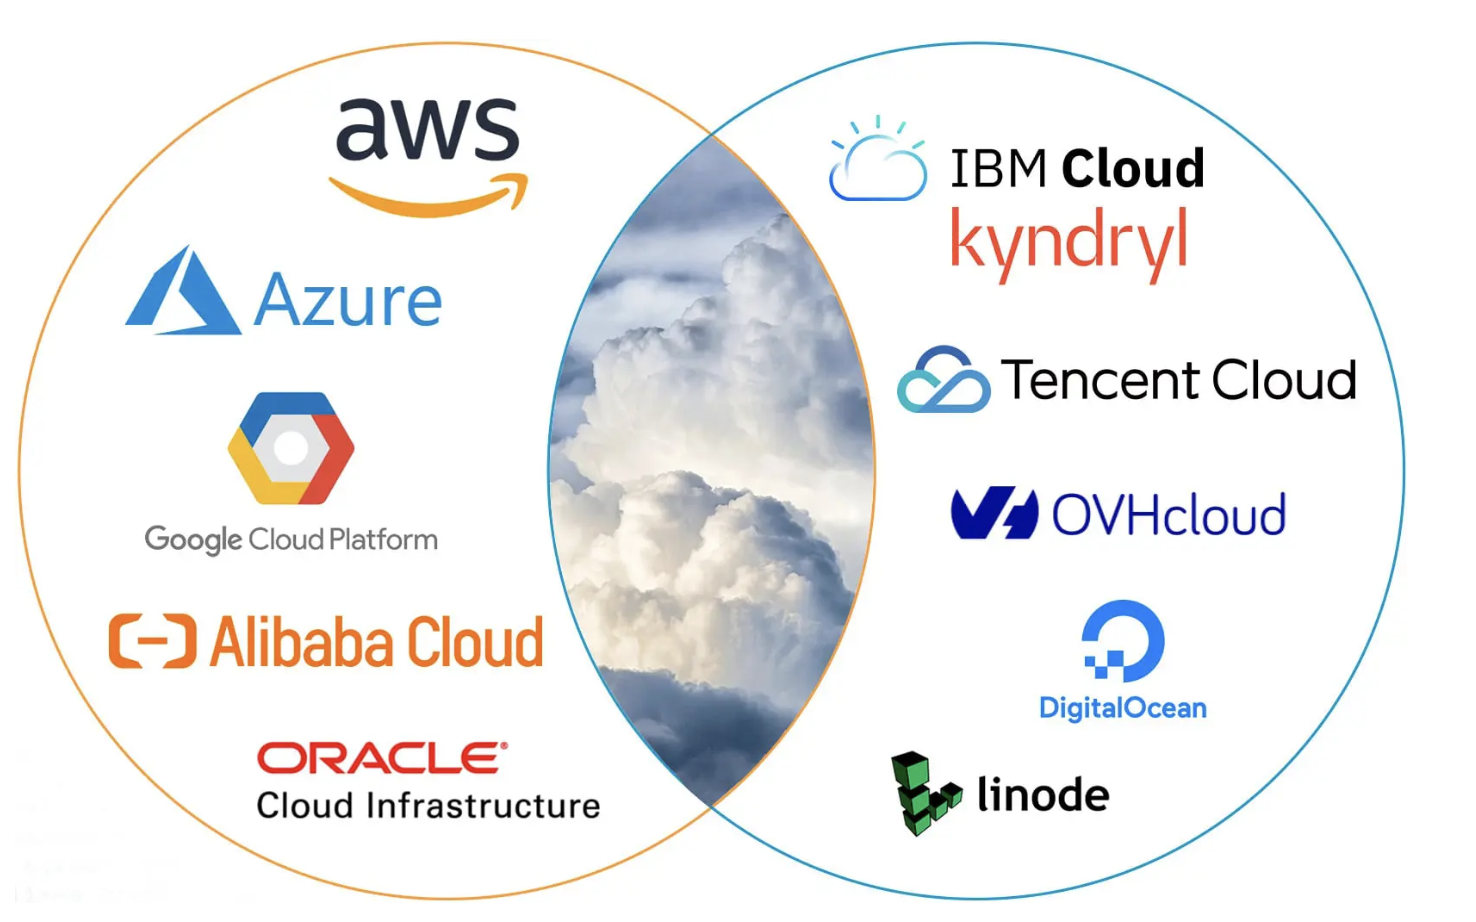 aws
Azure
Google Cloud Platform
Alibaba Cloud
ORACLE®
Cloud Infrastructure
IBM Cloud
kyndryl
Tencent Cloud
OVHcloud
DigitalOcean
linode